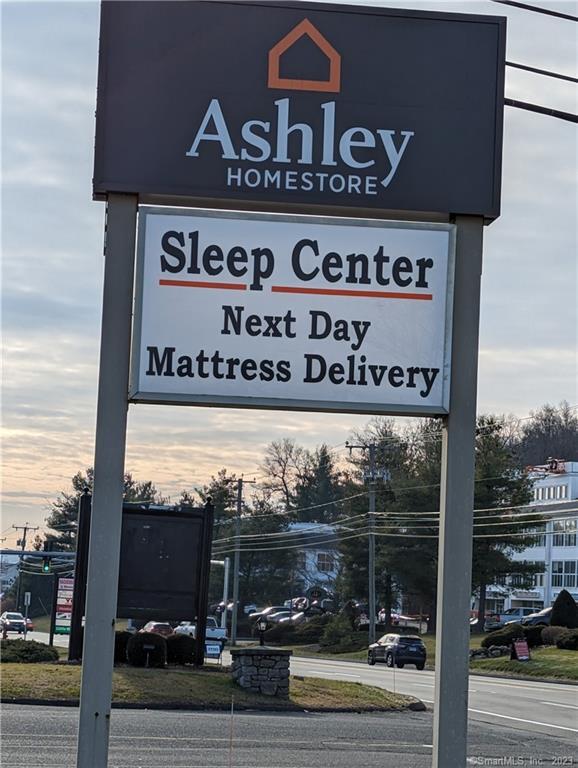 Ashley
HOMESTORE
Sleep Center
Next Day
Mattress Delivery
©SmartMLS, Inc. 2023